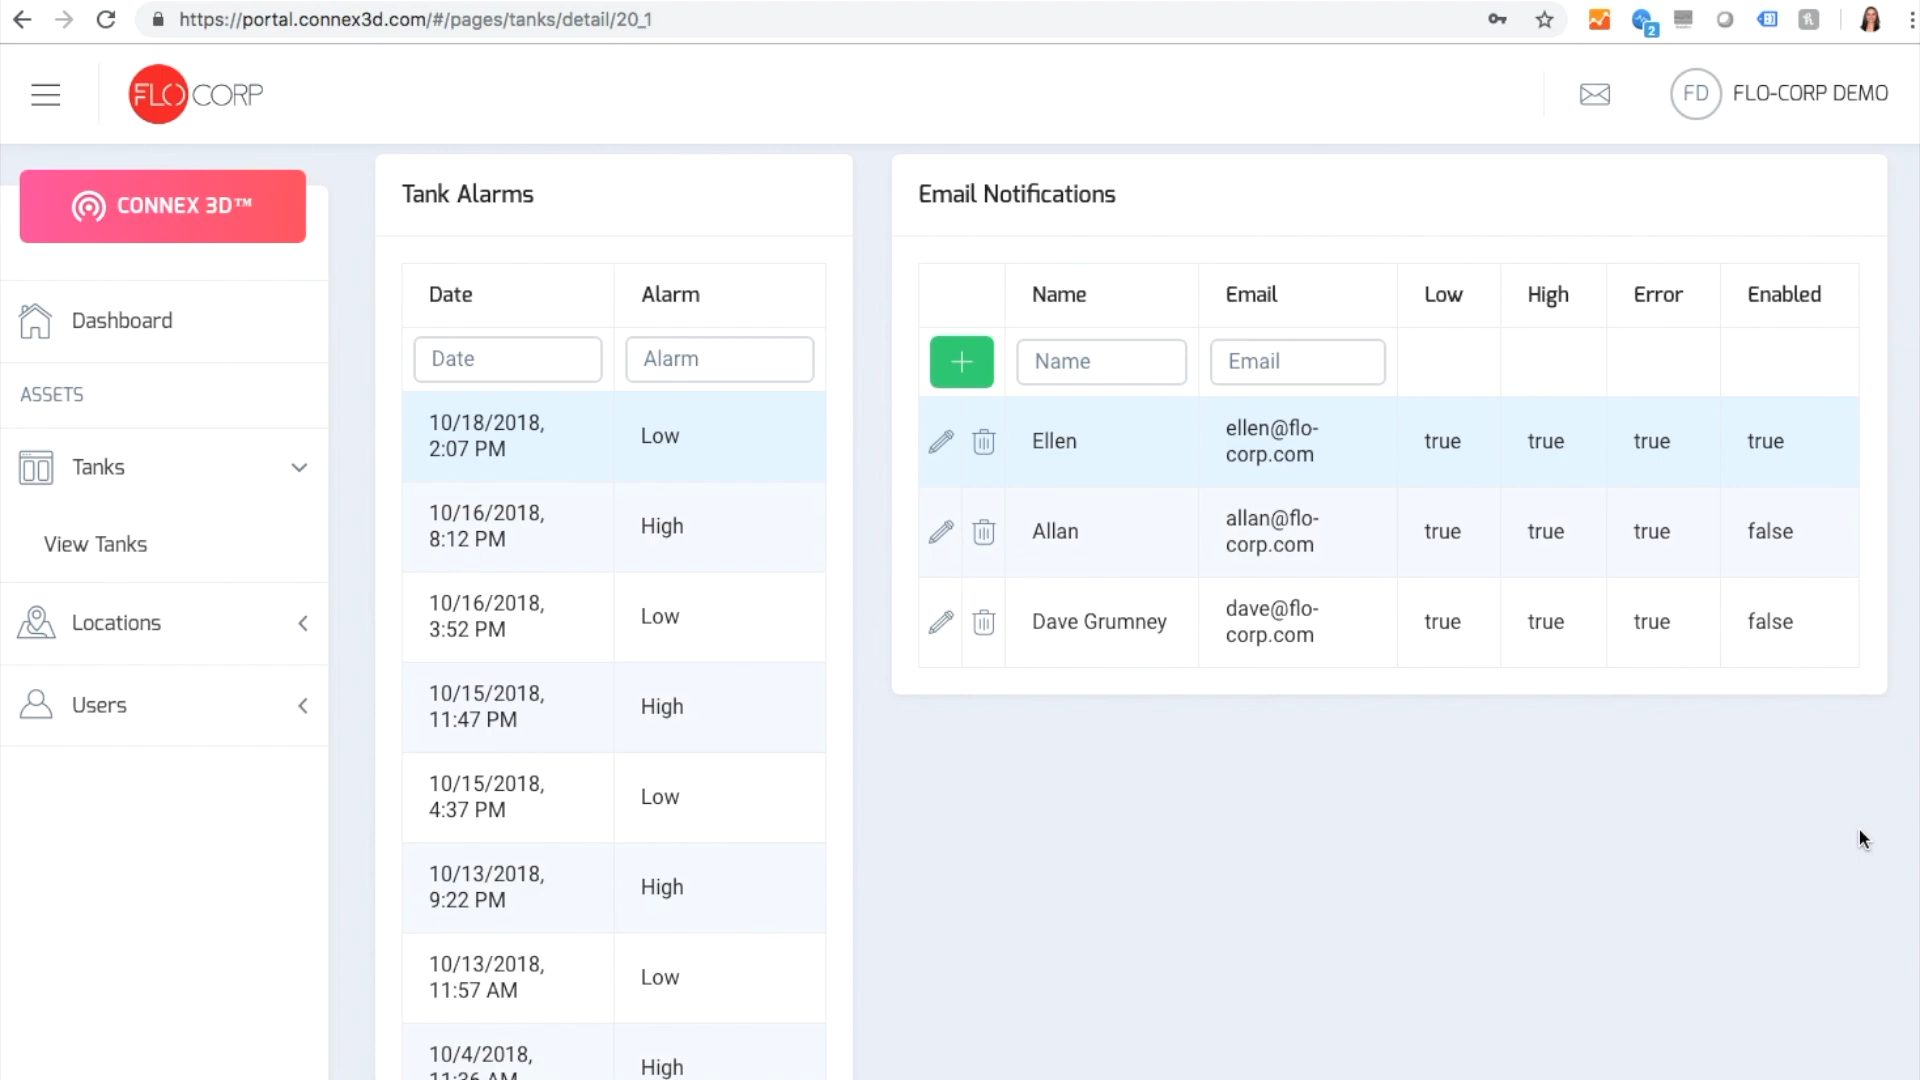 https://portal.connex3d.com/#/pages/tanks/detail/20_1
2
FLO CORP
FD
FLO-CORP DEMO
CONNEX 3D™
Dashboard
ASSETS
Tanks
View Tanks
Locations
Users
Tank Alarms
Date
Alarm
Date
Alarm
10/18/2018,
2:07 PM
Low
10/16/2018,
8:12 PM
High
10/16/2018,
3:52 PM
Low
10/15/2018,
11:47 PM
High
10/15/2018,
4:37 PM
Low
10/13/2018,
9:22 PM
High
10/13/2018,
11:57 AM
Low
10/4/2018,
11:36 AM
High
Email Notifications
Name
Email
Low
High
Error
Enabled
Name
Email
Ellen
ellen@flo-
corp.com
true
true
true
true
Allan
allan@flo-
corp.com
true
true
true
false
Dave Grumney
dave@flo-
corp.com
true
true
true
false